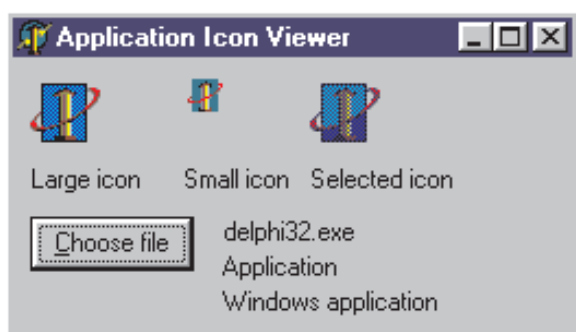 Application Icon Viewer
Large icon Small icon Selected icon
Choose file
delphi32.exe
Application
Windows application